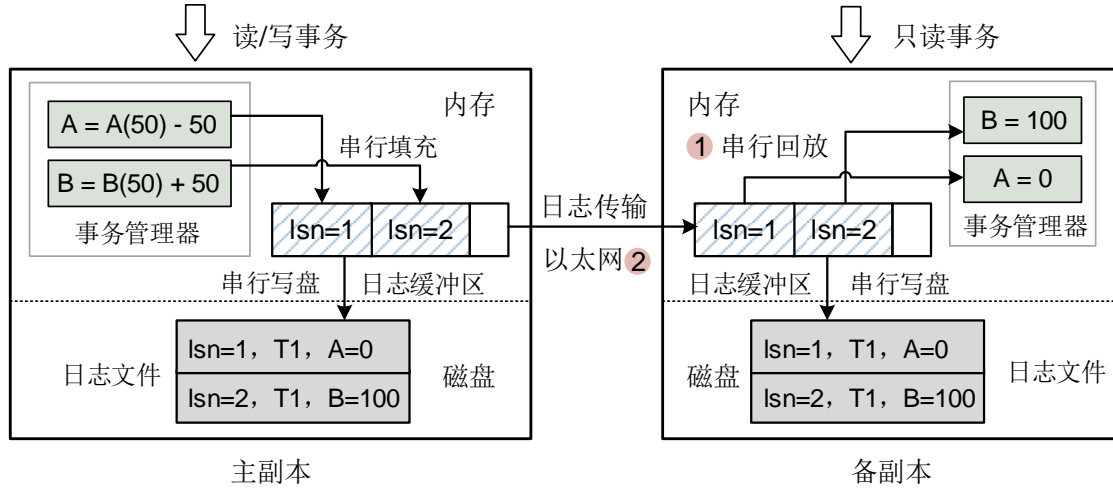 读/写事务
内存
A = A(50) - 50
B = B(50) + 50
事务管理器
串行填充
lsn=1
lsn=2
串行写盘
日志缓冲区
日志文件
lsn=1，T1，A=0
lsn=2，T1，B=100
磁盘
主副本
日志传输
以太网 2
只读事务
内存
1 串行回放
B = 100
A = 0
事务管理器
lsn=1
lsn=2
日志缓冲区
串行写盘
磁盘
lsn=1，T1，A=0
lsn=2，T1，B=100
日志文件
备副本